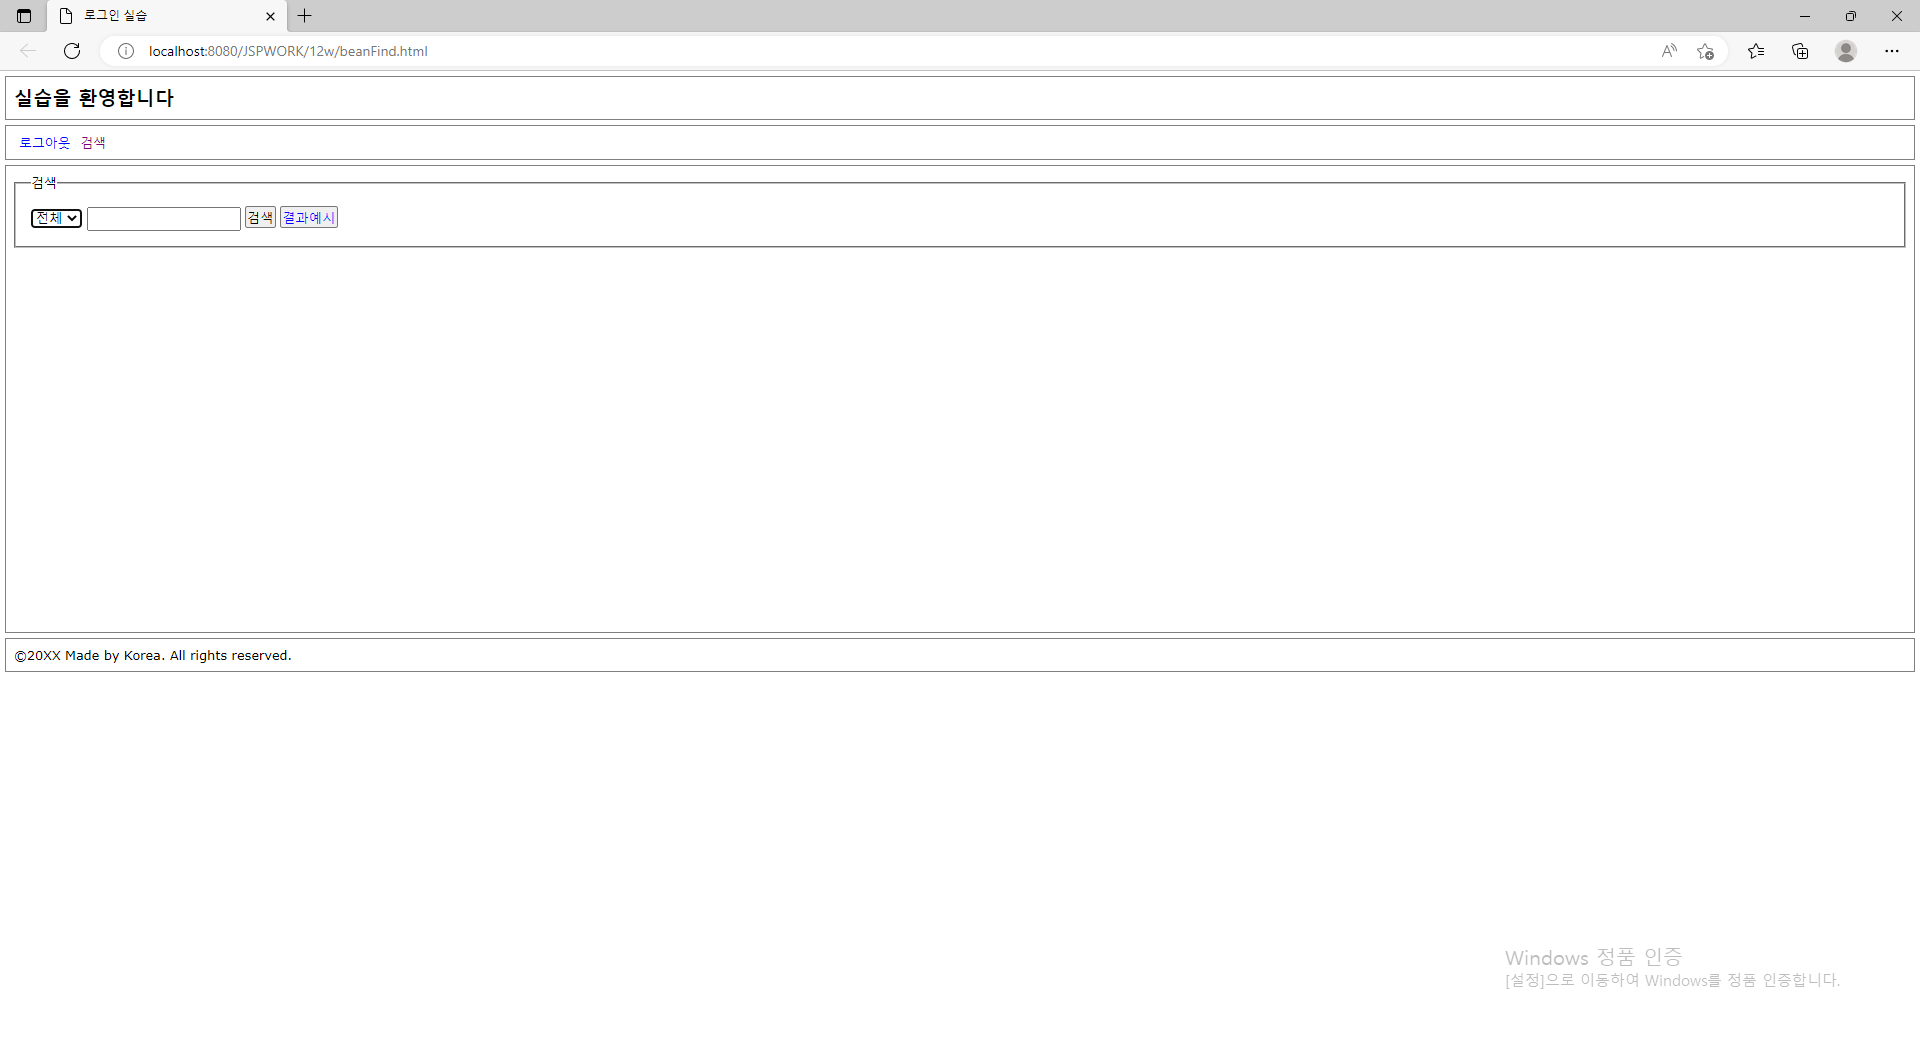 로그인 실습
localhost:8080/JSPWORK/12w/beanFind.html
실습을 환영합니다
로그아웃 검색
검색
전체 검색 결과예시
©20XX Made by Korea. All rights reserved.
Windows 정품 인증
[설정]으로 이동하여 Windows를 정품 인증합니다.